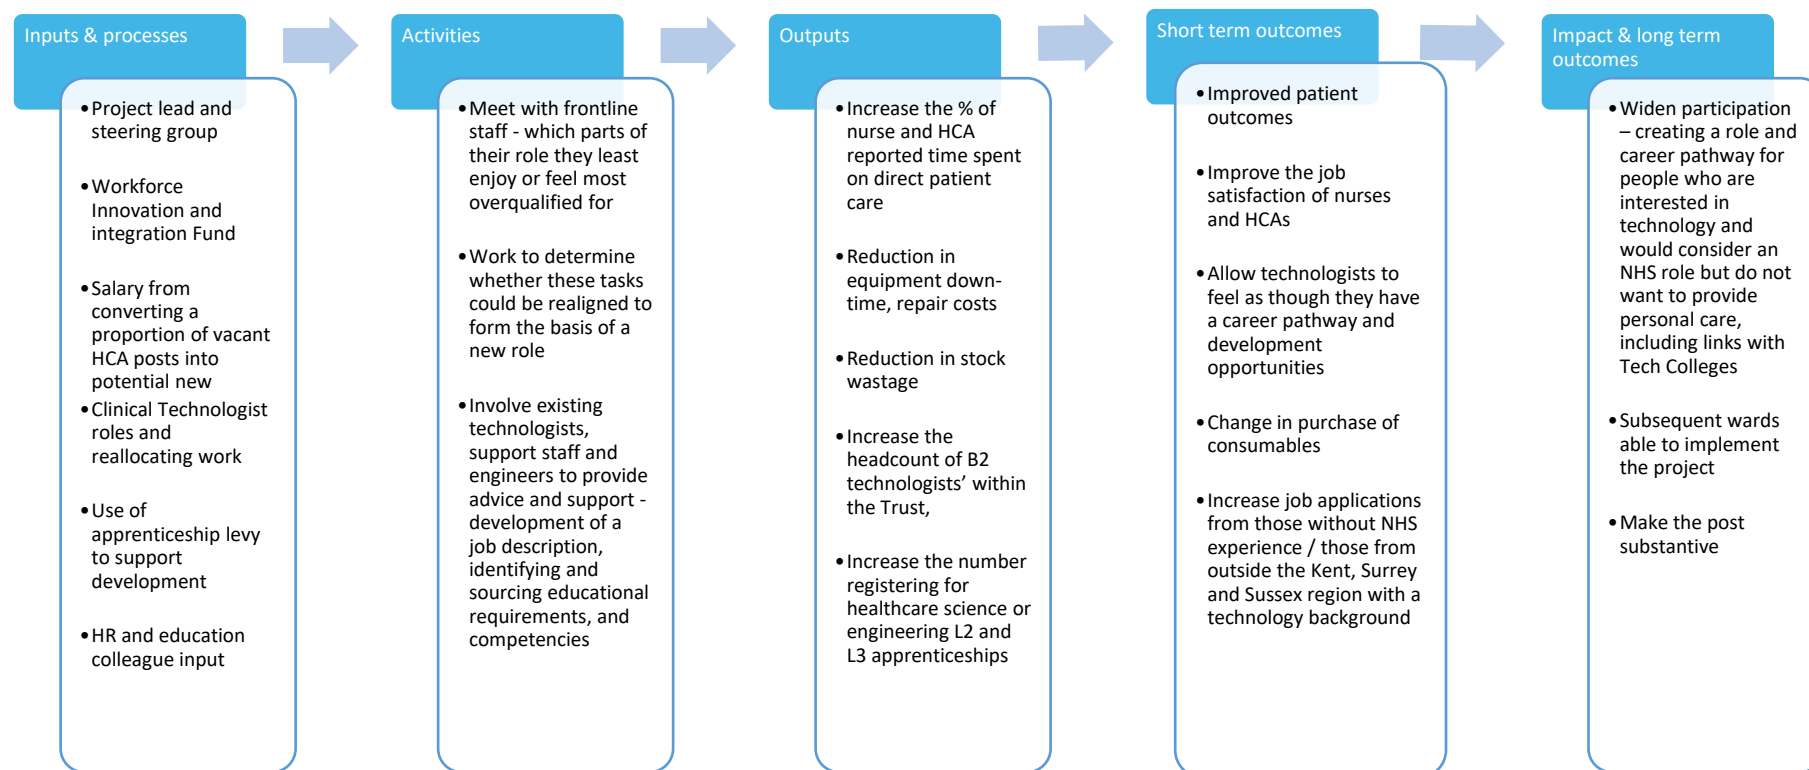 Inputs & processes
•Project lead and
steering group
•Workforce
Innovation and
integration Fund
•Salary from
converting a
proportion of vacant
HCA posts into
potential new
•Clinical Technologist
roles and
reallocating work
•Use of
apprenticeship levy
to support
development
•HR and education
colleague input
Activities
•Meet with frontline
staff - which parts of
their role they least
enjoy or feel most
overqualified for
•Work to determine
whether these tasks
could be realigned to
form the basis of a
new role
•Involve existing
technologists,
support staff and
engineers to provide
advice and support -
development of a
job description,
identifying and
sourcing educational
requirements, and
competencies
Outputs
•Increase the % of
nurse and HCA
reported time spent
on direct patient
care
•Reduction in
equipment down-
time, repair costs
•Reduction in stock
wastage
•Increase the
headcount of B2
technologists’ within
the Trust,
•Increase the number
registering for
healthcare science or
engineering L2 and
L3 apprenticeships
Short term outcomes
•Improved patient
outcomes
•Improve the job
satisfaction of nurses
and HCAs
•Allow technologists to
feel as though they have
a career pathway and
development
opportunities
•Change in purchase of
consumables
•Increase job applications
from those without NHS
experience / those from
outside the Kent, Surrey
and Sussex region with a
technology background
Impact & long term
outcomes
•Widen participation
– creating a role and
career pathway for
people who are
interested in
technology and
would consider an
NHS role but do not
want to provide
personal care,
including links with
Tech Colleges
•Subsequent wards
able to implement
the project
•Make the post
substantive